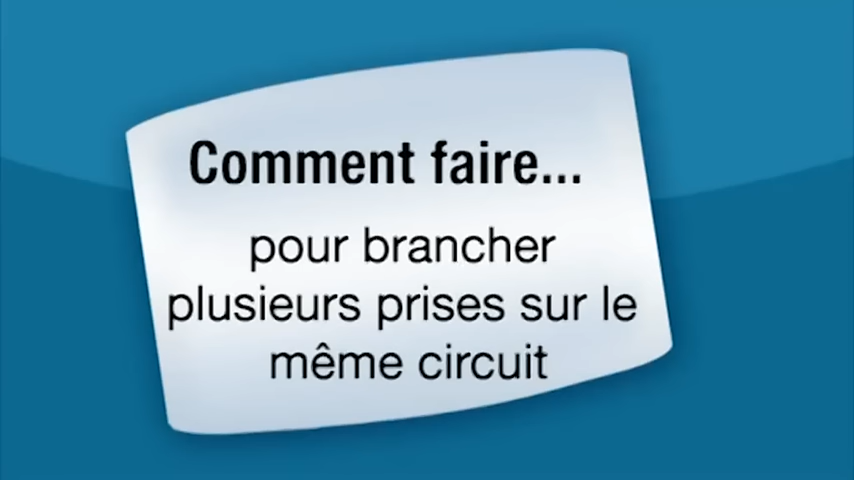 Comment faire...
pour brancher
plusieurs prises sur le
même circuit